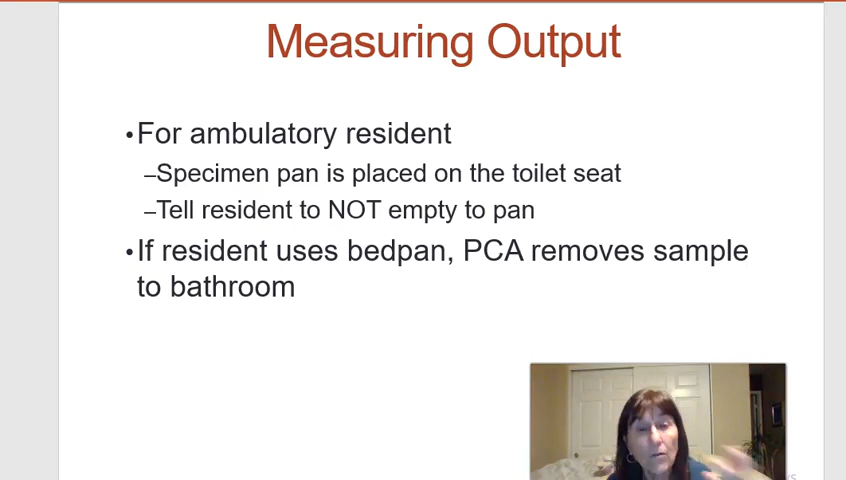 Measuring Output
•For ambulatory resident
–Specimen pan is placed on the toilet seat
–Tell resident to NOT empty to pan
•If resident uses bedpan, PCA removes sample
to bathroom